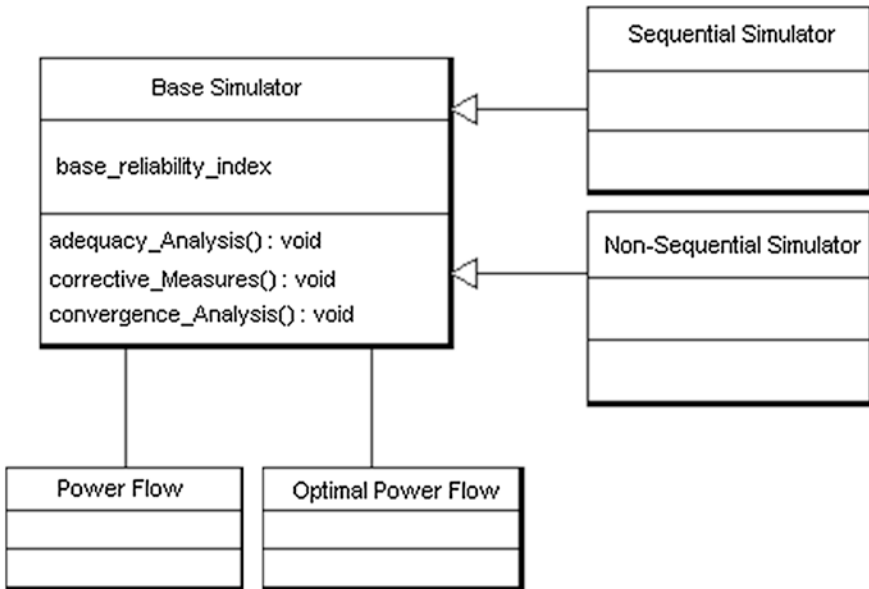 Sequential Simulator
Base Simulator
base_reliability_index
adequacy_Analysis() : void
corrective_Measures() : void
convergence_Analysis() : void
Non-Sequential Simulator
Power Flow
Optimal Power Flow